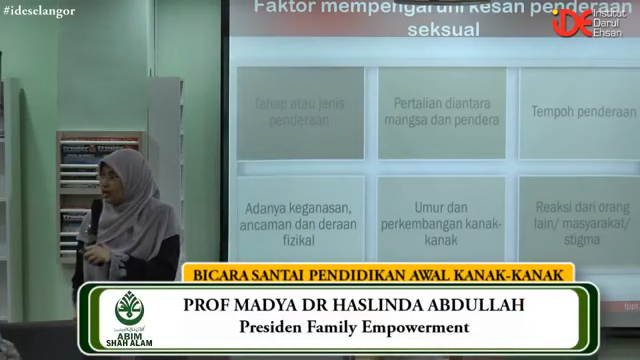 #ideselangor
Faktor mempengaruhi kesan penderaan
seksual
iDE
Institut
Darul
Ehsan
Tahap atau jenis
penderaan
Pertalian diantara
mangsa dan pendera
Tempoh penderaan
Adanya keganasan,
ancaman dan deraan
fizikal
Umur dan
perkembangan kanak-
kanak
Reaksi dari orang
lain/ masyarakat/
stigma
BICARA SANTAI PENDIDIKAN AWAL KANAK-KANAK
ABIM
SHAH ALAM
PROF MADYA DR HASLINDA ABDULLAH
Presiden Family Empowerment